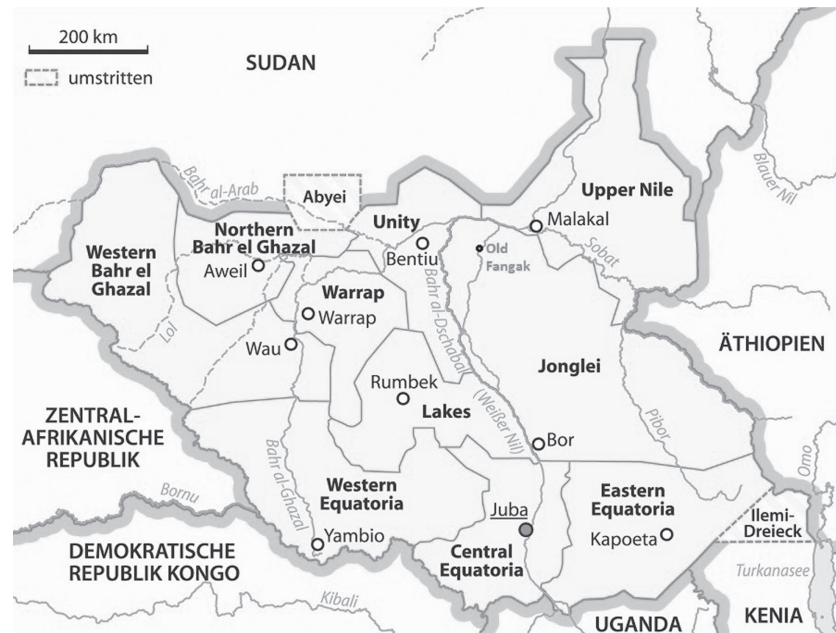 200 km
umstritten
SUDAN
Blauer Nil
Bahr al-Arab
Abyei
Upper Nile
Unity
Malakal
Northern
Bahr el Ghazal
Western
Bahr el
Ghazal
Aweil
Bentiu
Old
Fangak
Sobat
Warrap
Warrap
Bahr al-Dschabal
(Weißer Nil)
Lol
Wau
ÄTHIOPIEN
Jonglei
Rumbek
Lakes
ZENTRAL-
AFRIKANISCHE
REPUBLIK
Pibor
Bor
Omo
Bahr al-Ghazal
Bornu
Western
Equatoria
Eastern
Equatoria
Juba
Ilemi-
Dreieck
Kapoeta
Yambio
Central
Equatoria
DEMOKRATISCHE
REPUBLIK KONGO
Turkanasee
Kibali
UGANDA
KENIA